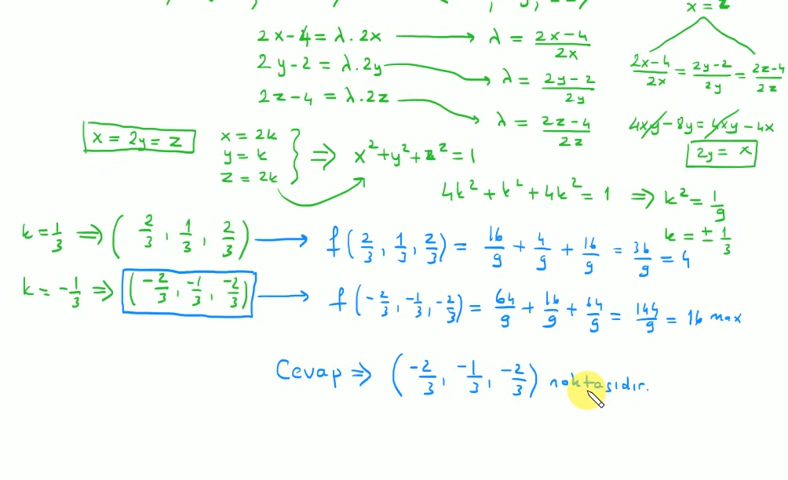 x = z
2x-4 = λ.2x → λ = (2x-4)/(2x)
2y-2 = λ.2y → λ = (2y-2)/(2y)
2z-4 = λ.2z → λ = (2z-4)/(2z)
(2x-4)/(2x) = (2y-2)/(2y) = (2z-4)/(2z)
4xy - 8y = 4xy - 4x
2y = x
x = 2y = z
x = 2k
y = k
z = 2k
⇒ x² + y² + z² = 1
4k² + k² + 4k² = 1 ⇒ k² = 1/9
k = ± 1/3
k = 1/3 ⇒ (2/3, 1/3, 2/3) → f(2/3, 1/3, 2/3) = 16/9 + 4/9 + 16/9 = 36/9 = 4
k = -1/3 ⇒ (-2/3, -1/3, -2/3) → f(-2/3, -1/3, -2/3) = 64/9 + 16/9 + 64/9 = 144/9 = 16 max
Cevap ⇒ (-2/3, -1/3, -2/3) noktasıdır.